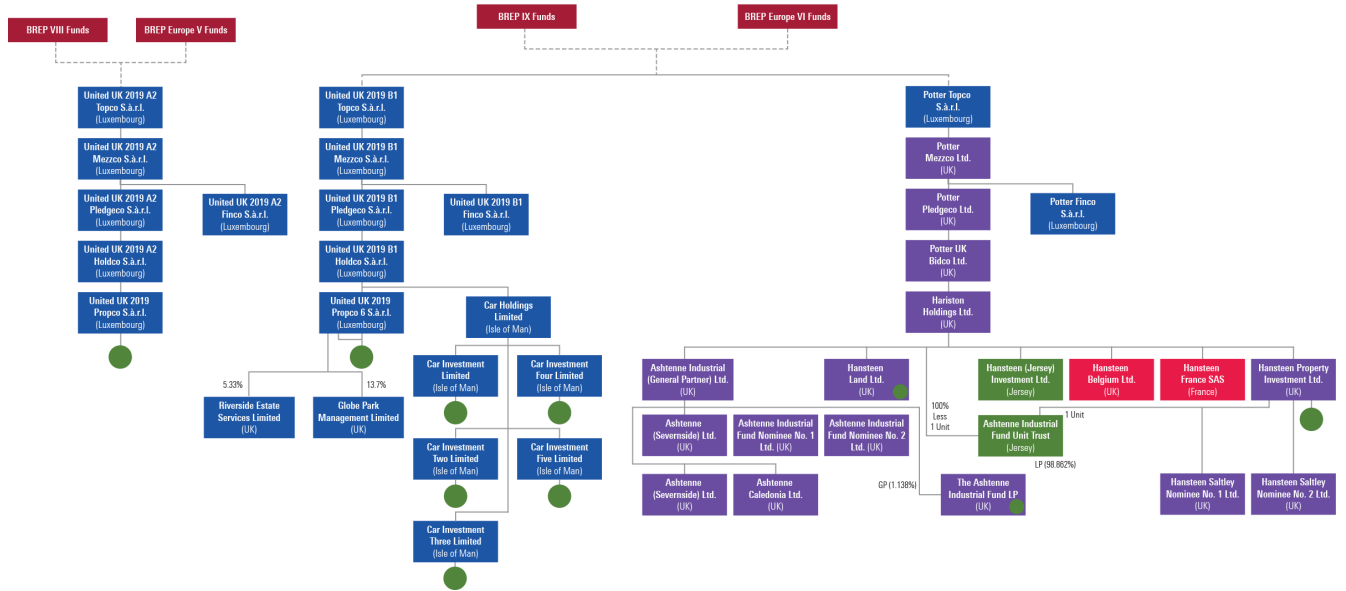 BREP VIII Funds
BREP Europe V Funds
BREP IX Funds
BREP Europe VI Funds
United UK 2019 A2
Topco S.à.r.l.
(Luxembourg)
United UK 2019 A2
Mezzco S.à.r.l.
(Luxembourg)
United UK 2019 A2
Pledgeco S.à.r.l.
(Luxembourg)
United UK 2019 A2
Finco S.à.r.l.
(Luxembourg)
United UK 2019 A2
Holdco S.à.r.l.
(Luxembourg)
United UK 2019
Propco S.à.r.l.
(Luxembourg)
United UK 2019 B1
Topco S.à.r.l.
(Luxembourg)
United UK 2019 B1
Mezzco S.à.r.l.
(Luxembourg)
United UK 2019 B1
Pledgeco S.à.r.l.
(Luxembourg)
United UK 2019 B1
Finco S.à.r.l.
(Luxembourg)
United UK 2019 B1
Holdco S.à.r.l.
(Luxembourg)
United UK 2019
Propco 6 S.à.r.l.
(Luxembourg)
5.33%
13.7%
Riverside Estate
Services Limited
(UK)
Globe Park
Management Limited
(UK)
Car Holdings
Limited
(Isle of Man)
Car Investment
Limited
(Isle of Man)
Car Investment
Four Limited
(Isle of Man)
Car Investment
Two Limited
(Isle of Man)
Car Investment
Five Limited
(Isle of Man)
Car Investment
Three Limited
(Isle of Man)
Potter Topco
S.à.r.l.
(Luxembourg)
Potter
Mezzco Ltd.
(UK)
Potter
Pledgeco Ltd.
(UK)
Potter Finco
S.à.r.l.
(Luxembourg)
Potter UK
Bidco Ltd.
(UK)
Hariston
Holdings Ltd.
(UK)
Ashtenne Industrial
(General Partner) Ltd.
(UK)
Hansteen
Land Ltd.
(UK)
Hansteen (Jersey)
Investment Ltd.
(Jersey)
Hansteen
Belgium Ltd.
(UK)
Hansteen
France SAS
(France)
Hansteen Property
Investment Ltd.
(UK)
100%
Less
1 Unit
1 Unit
Ashtenne
(Severnside) Ltd.
(UK)
Ashtenne Industrial
Fund Nominee No. 1
Ltd. (UK)
Ashtenne Industrial
Fund Nominee No. 2
Ltd. (UK)
Ashtenne Industrial
Fund Unit Trust
(Jersey)
LP (98.862%)
Ashtenne
(Severnside) Ltd.
(UK)
Ashtenne
Caledonia Ltd.
(UK)
GP (1.138%)
The Ashtenne
Industrial Fund LP
(UK)
Hansteen Saltley
Nominee No. 1 Ltd.
(UK)
Hansteen Saltley
Nominee No. 2 Ltd.
(UK)